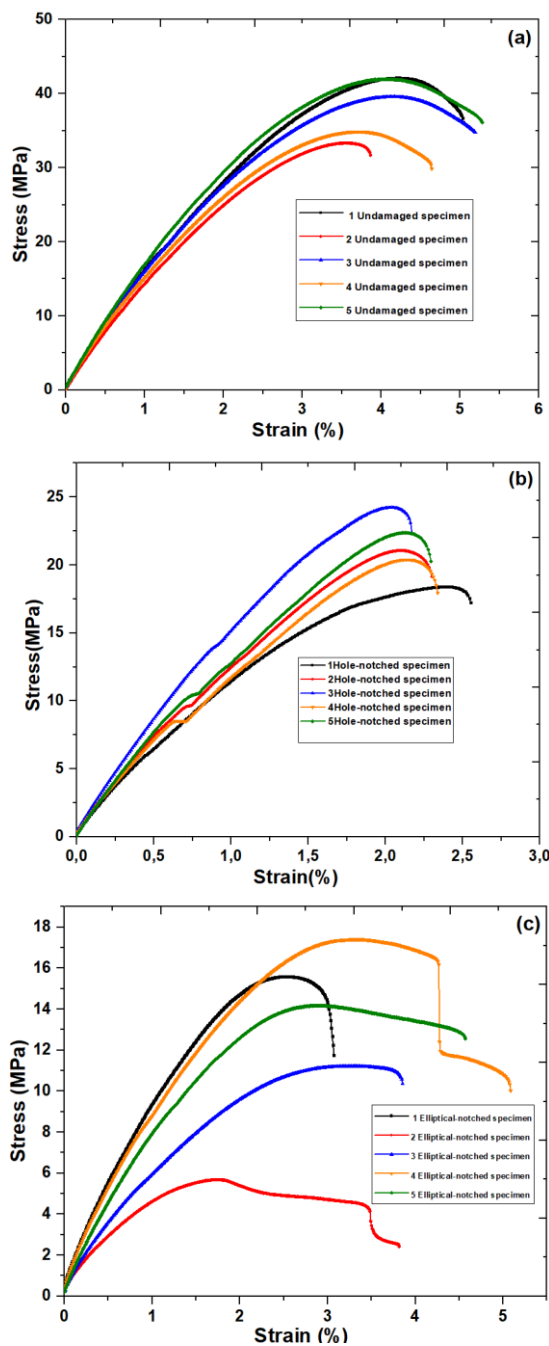 (a)
50
40
30
20
10
0
Stress (MPa)
1 Undamaged specimen
2 Undamaged specimen
3 Undamaged specimen
4 Undamaged specimen
5 Undamaged specimen
0 1 2 3 4 5 6
Strain (%)
(b)
25
20
15
10
5
0
Stress(MPa)
1Hole-notched specimen
2Hole-notched specimen
3Hole-notched specimen
4Hole-notched specimen
5Hole-notched specimen
0,0 0,5 1,0 1,5 2,0 2,5 3,0
Strain(%)
(c)
18
16
14
12
10
8
6
4
2
0
Stress (MPa)
1 Elliptical-notched specimen
2 Elliptical-notched specimen
3 Elliptical-notched specimen
4 Elliptical-notched specimen
5 Elliptical-notched specimen
0 1 2 3 4 5
Strain (%)